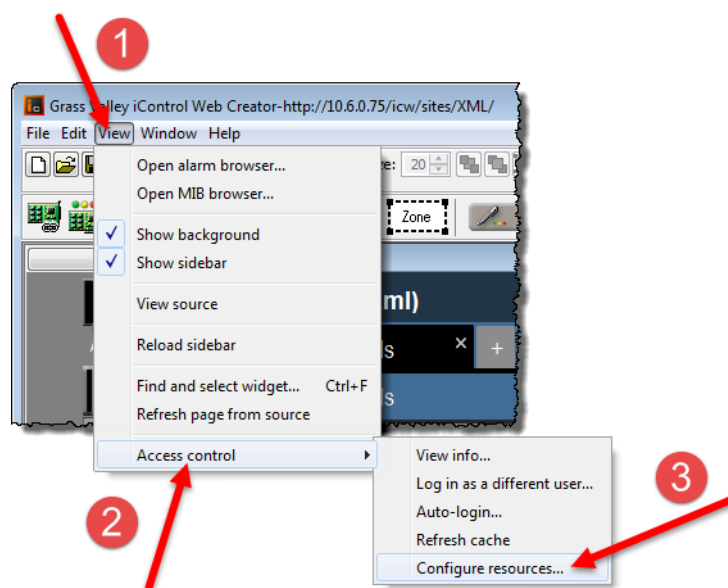 1
Grass Valley iControl Web Creator-http://10.6.0.75/icw/sites/XML/
File Edit View Window Help
Open alarm browser...
20
Open MIB browser...
Zone
Show background
Show sidebar
View source
ml)
Reload sidebar
ls
×
+
Find and select widget... Ctrl+F
ls
Refresh page from source
Access control
View info...
Log in as a different user...
3
Auto-login...
2
Refresh cache
Configure resources...